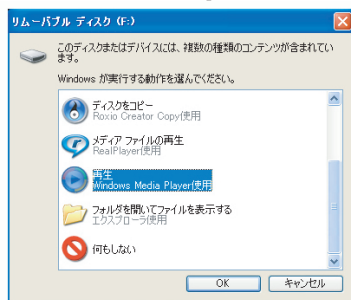 リムーバブル ディスク (F:)
このディスクまたはデバイスには、複数の種類のコンテンツが含まれてい
ます。
Windows が実行する動作を選んでください。
ディスクをコピー
Roxio Creator Copy使用
メディア ファイルの再生
RealPlayer使用
再生
Windows Media Player使用
フォルダを開いてファイルを表示する
エクスプローラ使用
何もしない
OK
キャンセル